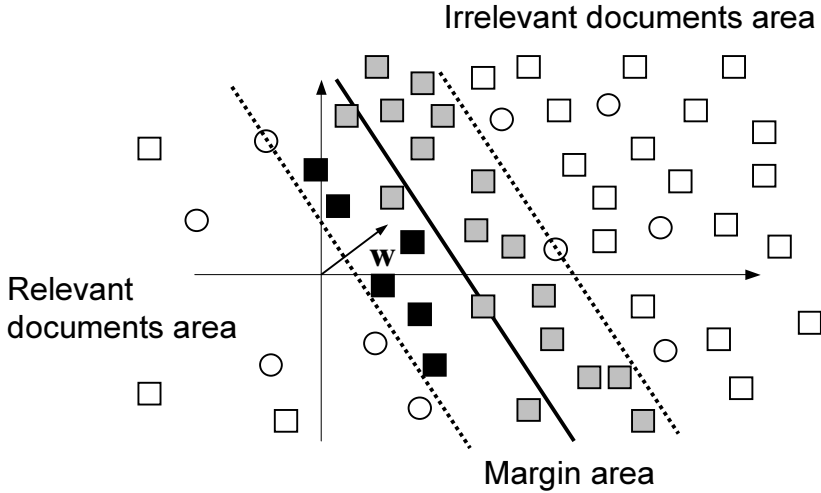 Irrelevant documents area
w
Relevant
documents area
Margin area